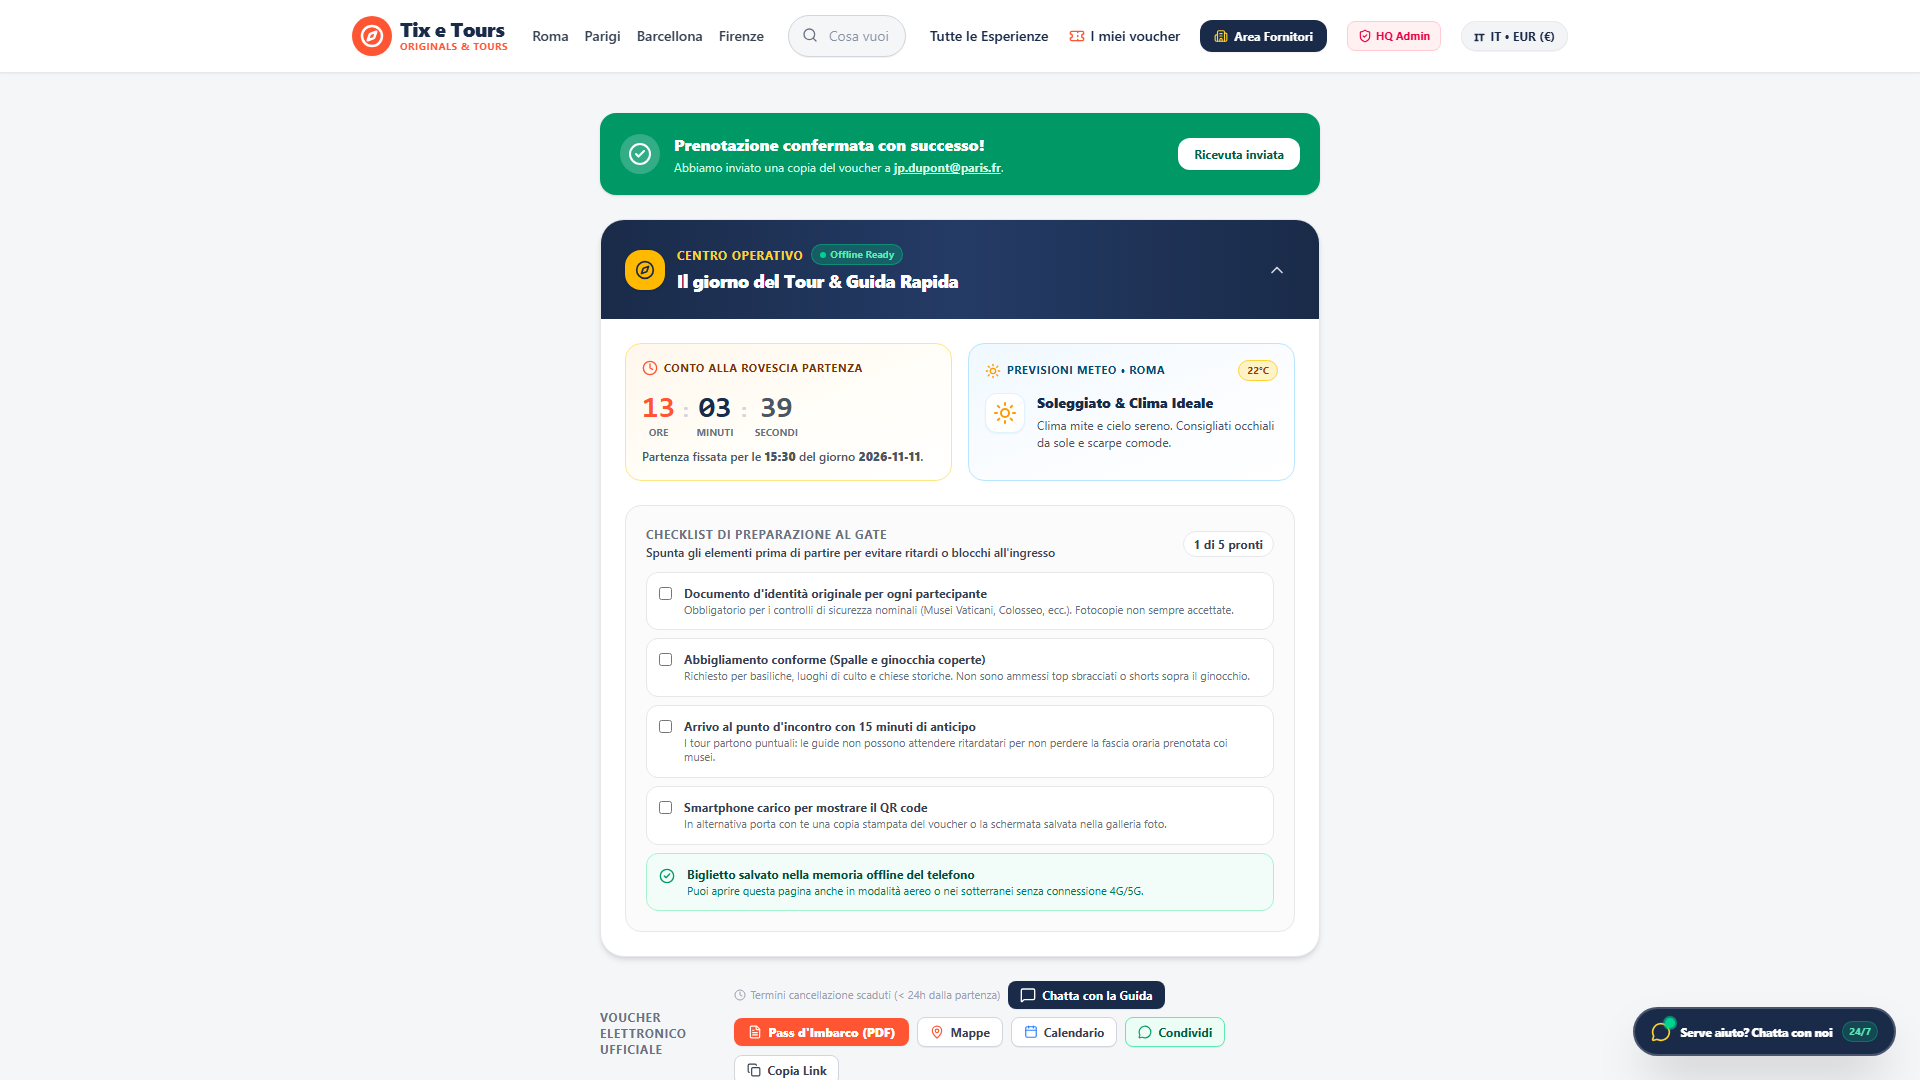 Tix e Tours
ORIGINALS & TOURS
Roma
Parigi
Barcellona
Firenze
Cosa vuoi
Tutte le Esperienze
I miei voucher
Area Fornitori
HQ Admin
IT IT • EUR (€)
Prenotazione confermata con successo!
Abbiamo inviato una copia del voucher a jp.dupont@paris.fr.
Ricevuta inviata
CENTRO OPERATIVO
Offline Ready
Il giorno del Tour & Guida Rapida
CONTO ALLA ROVESCIA PARTENZA
13 : 03 : 39
ORE MINUTI SECONDI
Partenza fissata per le 15:30 del giorno 2026-11-11.
PREVISIONI METEO • ROMA
22°C
Soleggiato & Clima Ideale
Clima mite e cielo sereno. Consigliati occhiali
da sole e scarpe comode.
CHECKLIST DI PREPARAZIONE AL GATE
Spunta gli elementi prima di partire per evitare ritardi o blocchi all'ingresso
1 di 5 pronti
Documento d'identità originale per ogni partecipante
Obbligatorio per i controlli di sicurezza nominali (Musei Vaticani, Colosseo, ecc.). Fotocopie non sempre accettate.
Abbigliamento conforme (Spalle e ginocchia coperte)
Richiesto per basiliche, luoghi di culto e chiese storiche. Non sono ammessi top sbracciati o shorts sopra il ginocchio.
Arrivo al punto d'incontro con 15 minuti di anticipo
I tour partono puntuali: le guide non possono attendere ritardatari per non perdere la fascia oraria prenotata coi
musei.
Smartphone carico per mostrare il QR code
In alternativa porta con te una copia stampata del voucher o la schermata salvata nella galleria foto.
Biglietto salvato nella memoria offline del telefono
Puoi aprire questa pagina anche in modalità aereo o nei sotterranei senza connessione 4G/5G.
VOUCHER
ELETTRONICO
UFFICIALE
Termini cancellazione scaduti (< 24h dalla partenza)
Chatta con la Guida
Pass d'Imbarco (PDF)
Mappe
Calendario
Condividi
Copia Link
Serve aiuto? Chatta con noi
24/7